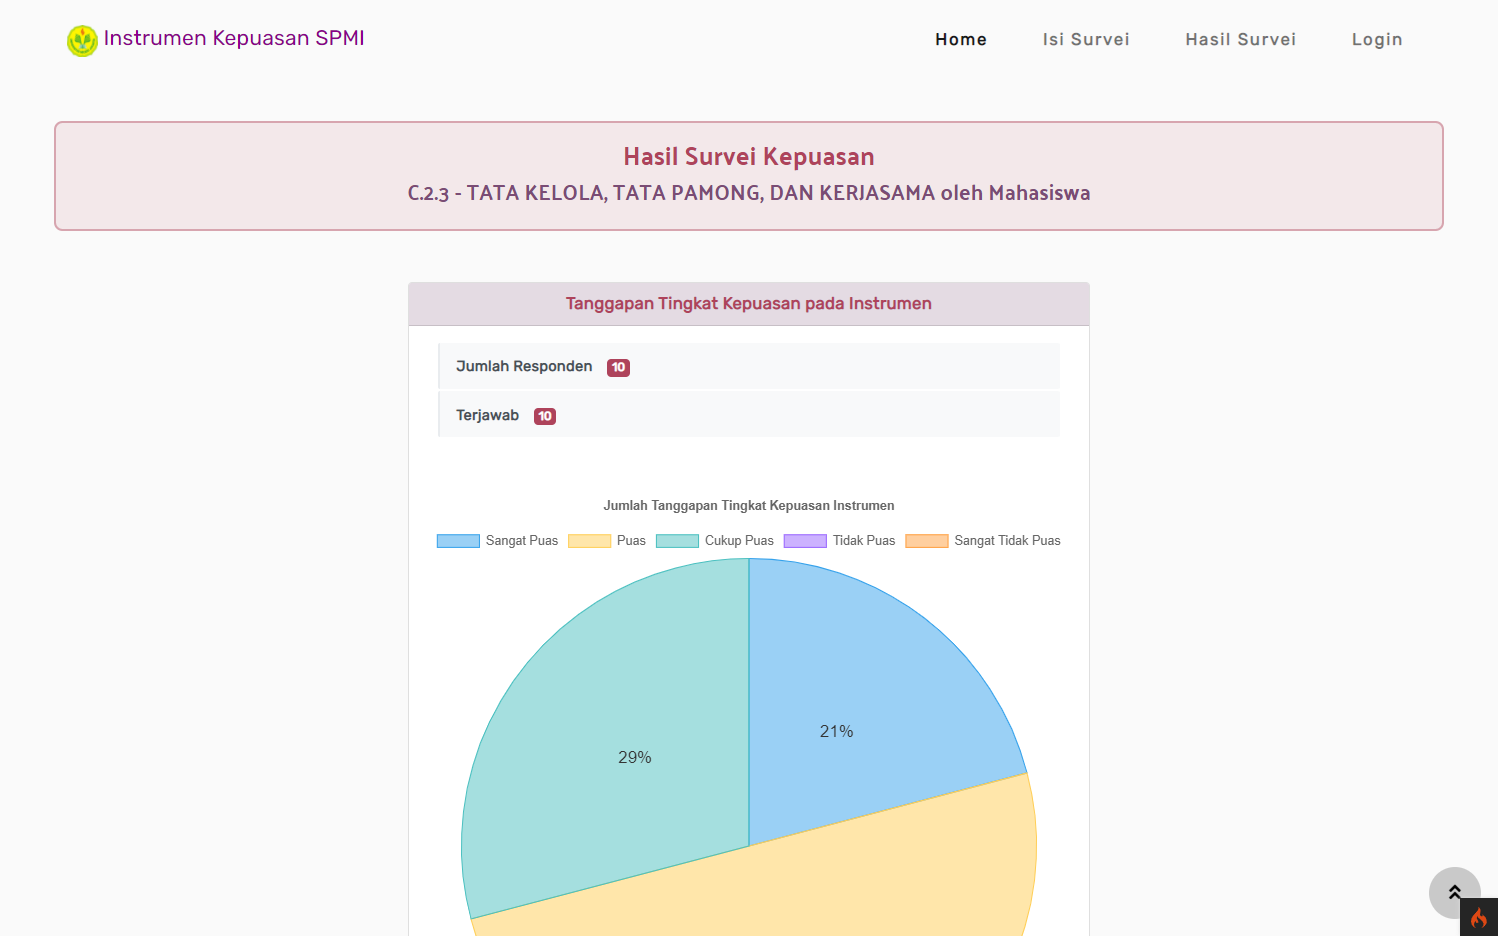 Instrumen Kepuasan SPMI
Home Isi Survei Hasil Survei Login
Hasil Survei Kepuasan
C.2.3 - TATA KELOLA, TATA PAMONG, DAN KERJASAMA oleh Mahasiswa
Tanggapan Tingkat Kepuasan pada Instrumen
Jumlah Responden 10
Terjawab 10
Jumlah Tanggapan Tingkat Kepuasan Instrumen
Sangat Puas Puas Cukup Puas Tidak Puas Sangat Tidak Puas
21%
29%